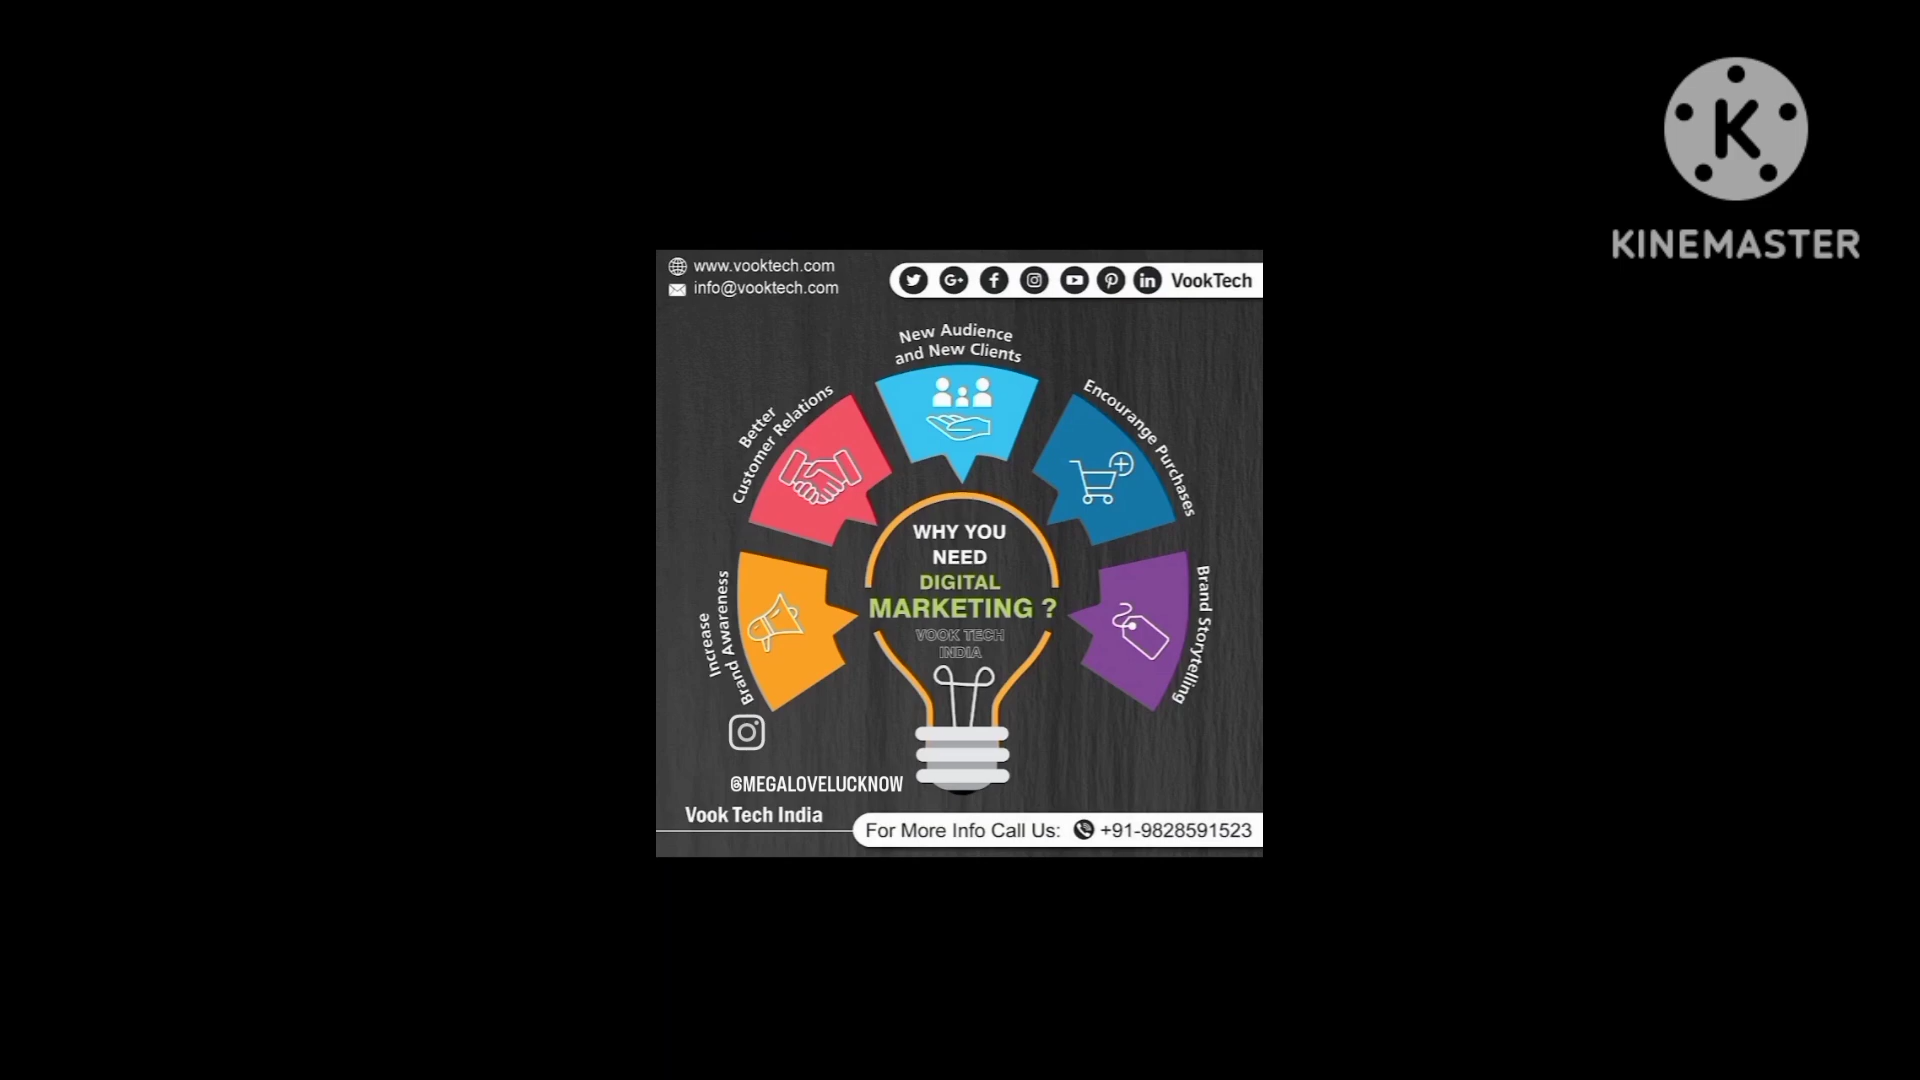 K
KINEMASTER
www.vooktech.com
info@vooktech.com
G+ f in VookTech
New Audience
and New Clients
Better
Customer Relations
Encourange Purchases
Increase
Brand Awareness
Brand Storytelling
WHY YOU
NEED
DIGITAL
MARKETING ?
VOOK TECH
INDIA
@MEGALOVELUCKNOW
Vook Tech India
For More Info Call Us: +91-9828591523